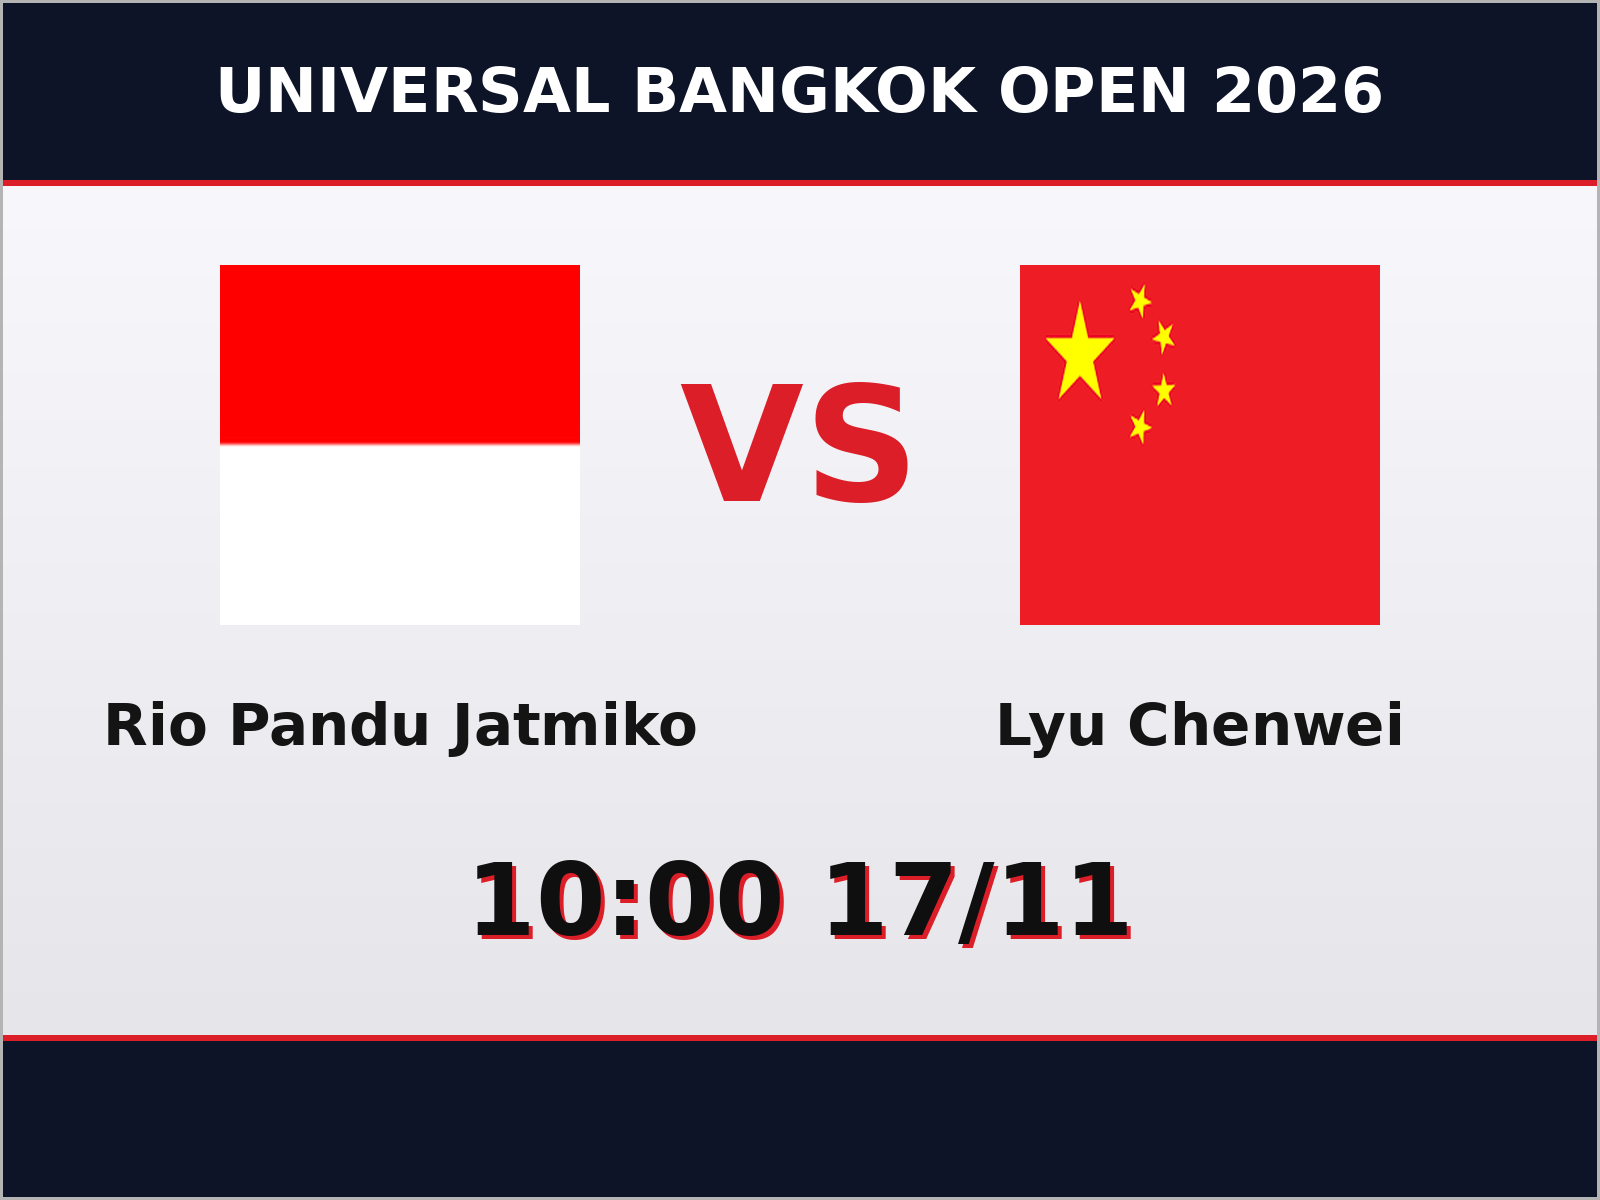 UNIVERSAL BANGKOK OPEN 2026
VS
Rio Pandu Jatmiko
Lyu Chenwei
10:00 17/11